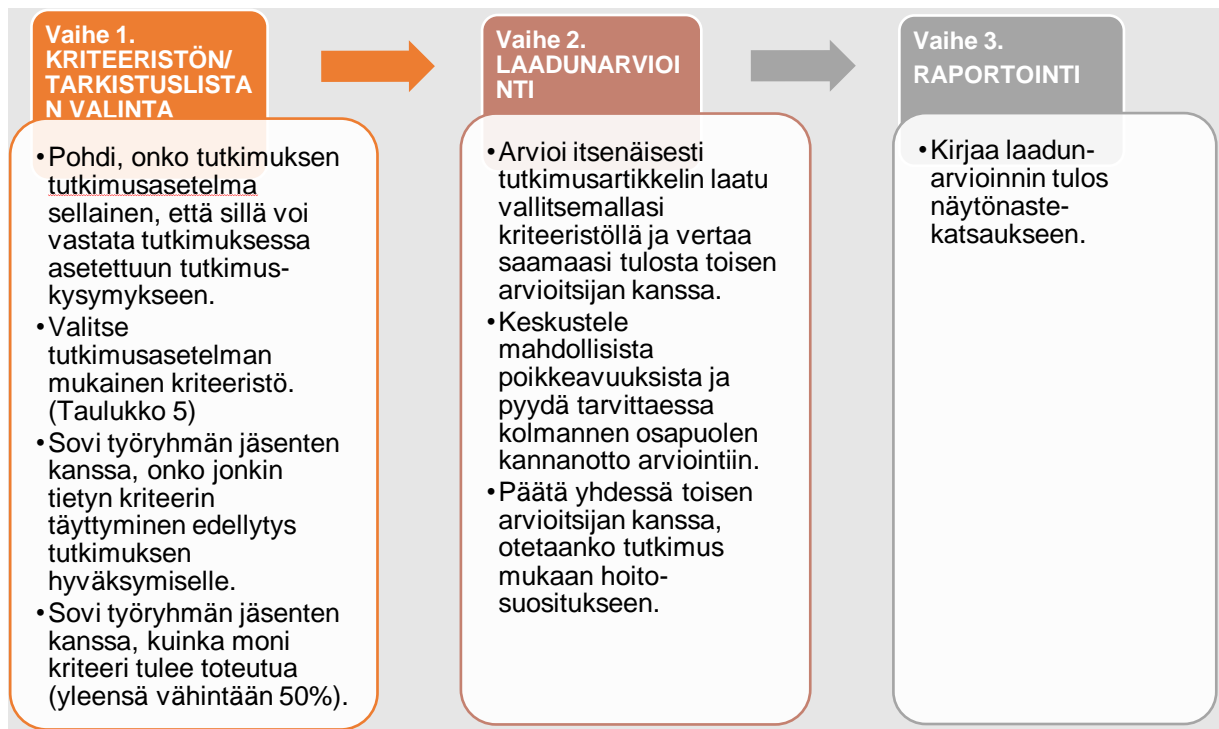 Vaihe 1.
KRITEERISTÖN/
TARKISTUSLISTA
N VALINTA
•Pohdi, onko tutkimuksen
tutkimusasetelma
sellainen, että sillä voi
vastata tutkimuksessa
asetettuun tutkimus-
kysymykseen.
•Valitse
tutkimusasetelman
mukainen kriteeristö.
(Taulukko 5)
•Sovi työryhmän jäsenten
kanssa, onko jonkin
tietyn kriteerin
täyttyminen edellytys
tutkimuksen
hyväksymiselle.
•Sovi työryhmän jäsenten
kanssa, kuinka moni
kriteeri tulee toteutua
(yleensä vähintään 50%).
Vaihe 2.
LAADUNARVIOI
NTI
•Arvioi itsenäisesti
tutkimusartikkelin laatu
vallitsemallasi
kriteeristöllä ja vertaa
saamaasi tulosta toisen
arvioitsijan kanssa.
•Keskustele
mahdollisista
poikkeavuuksista ja
pyydä tarvittaessa
kolmannen osapuolen
kannanotto arviointiin.
•Päätä yhdessä toisen
arvioitsijan kanssa,
otetaanko tutkimus
mukaan hoito-
suositukseen.
Vaihe 3.
RAPORTOINTI
•Kirjaa laadun-
arvioinnin tulos
näytönaste-
katsaukseen.